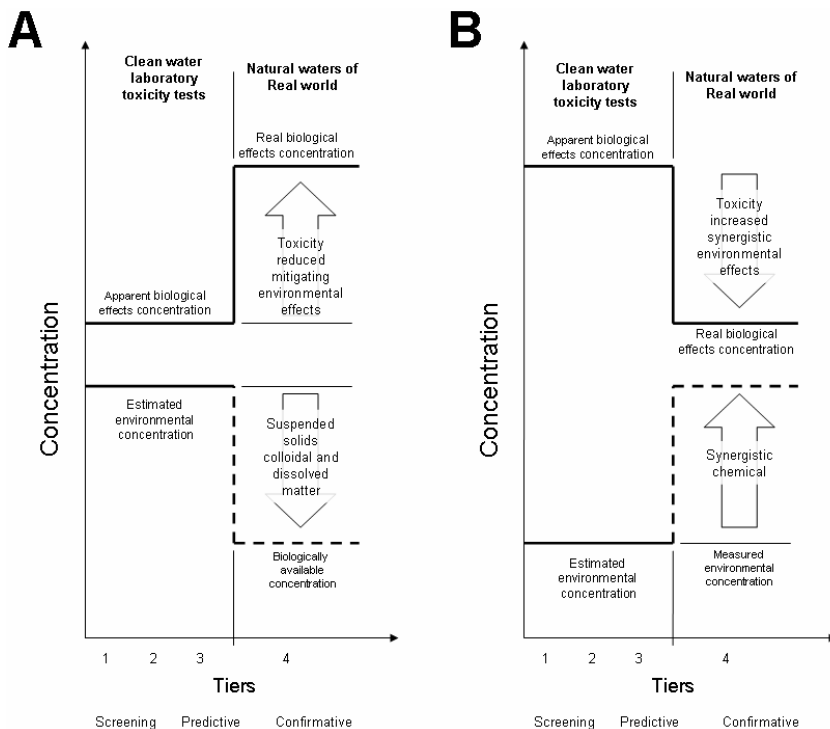 A
Clean water
laboratory
toxicity tests
Natural waters of
Real world
Real biological
effects concentration
Toxicity
reduced
mitigating
environmental
effects
Apparent biological
effects concentration
Concentration
Estimated
environmental
concentration
Suspended
solids
colloidal and
dissolved
matter
Biologically
available
concentration
1 2 3 4
Tiers
Screening Predictive Confirmative
B
Clean water
laboratory
toxicity tests
Natural waters of
Real world
Apparent biological
effects concentration
Toxicity
increased
synergistic
environmental
effects
Real biological
effects concentration
Concentration
Synergistic
chemical
Estimated
environmental
concentration
Measured
environmental
concentration
1 2 3 4
Tiers
Screening Predictive Confirmative